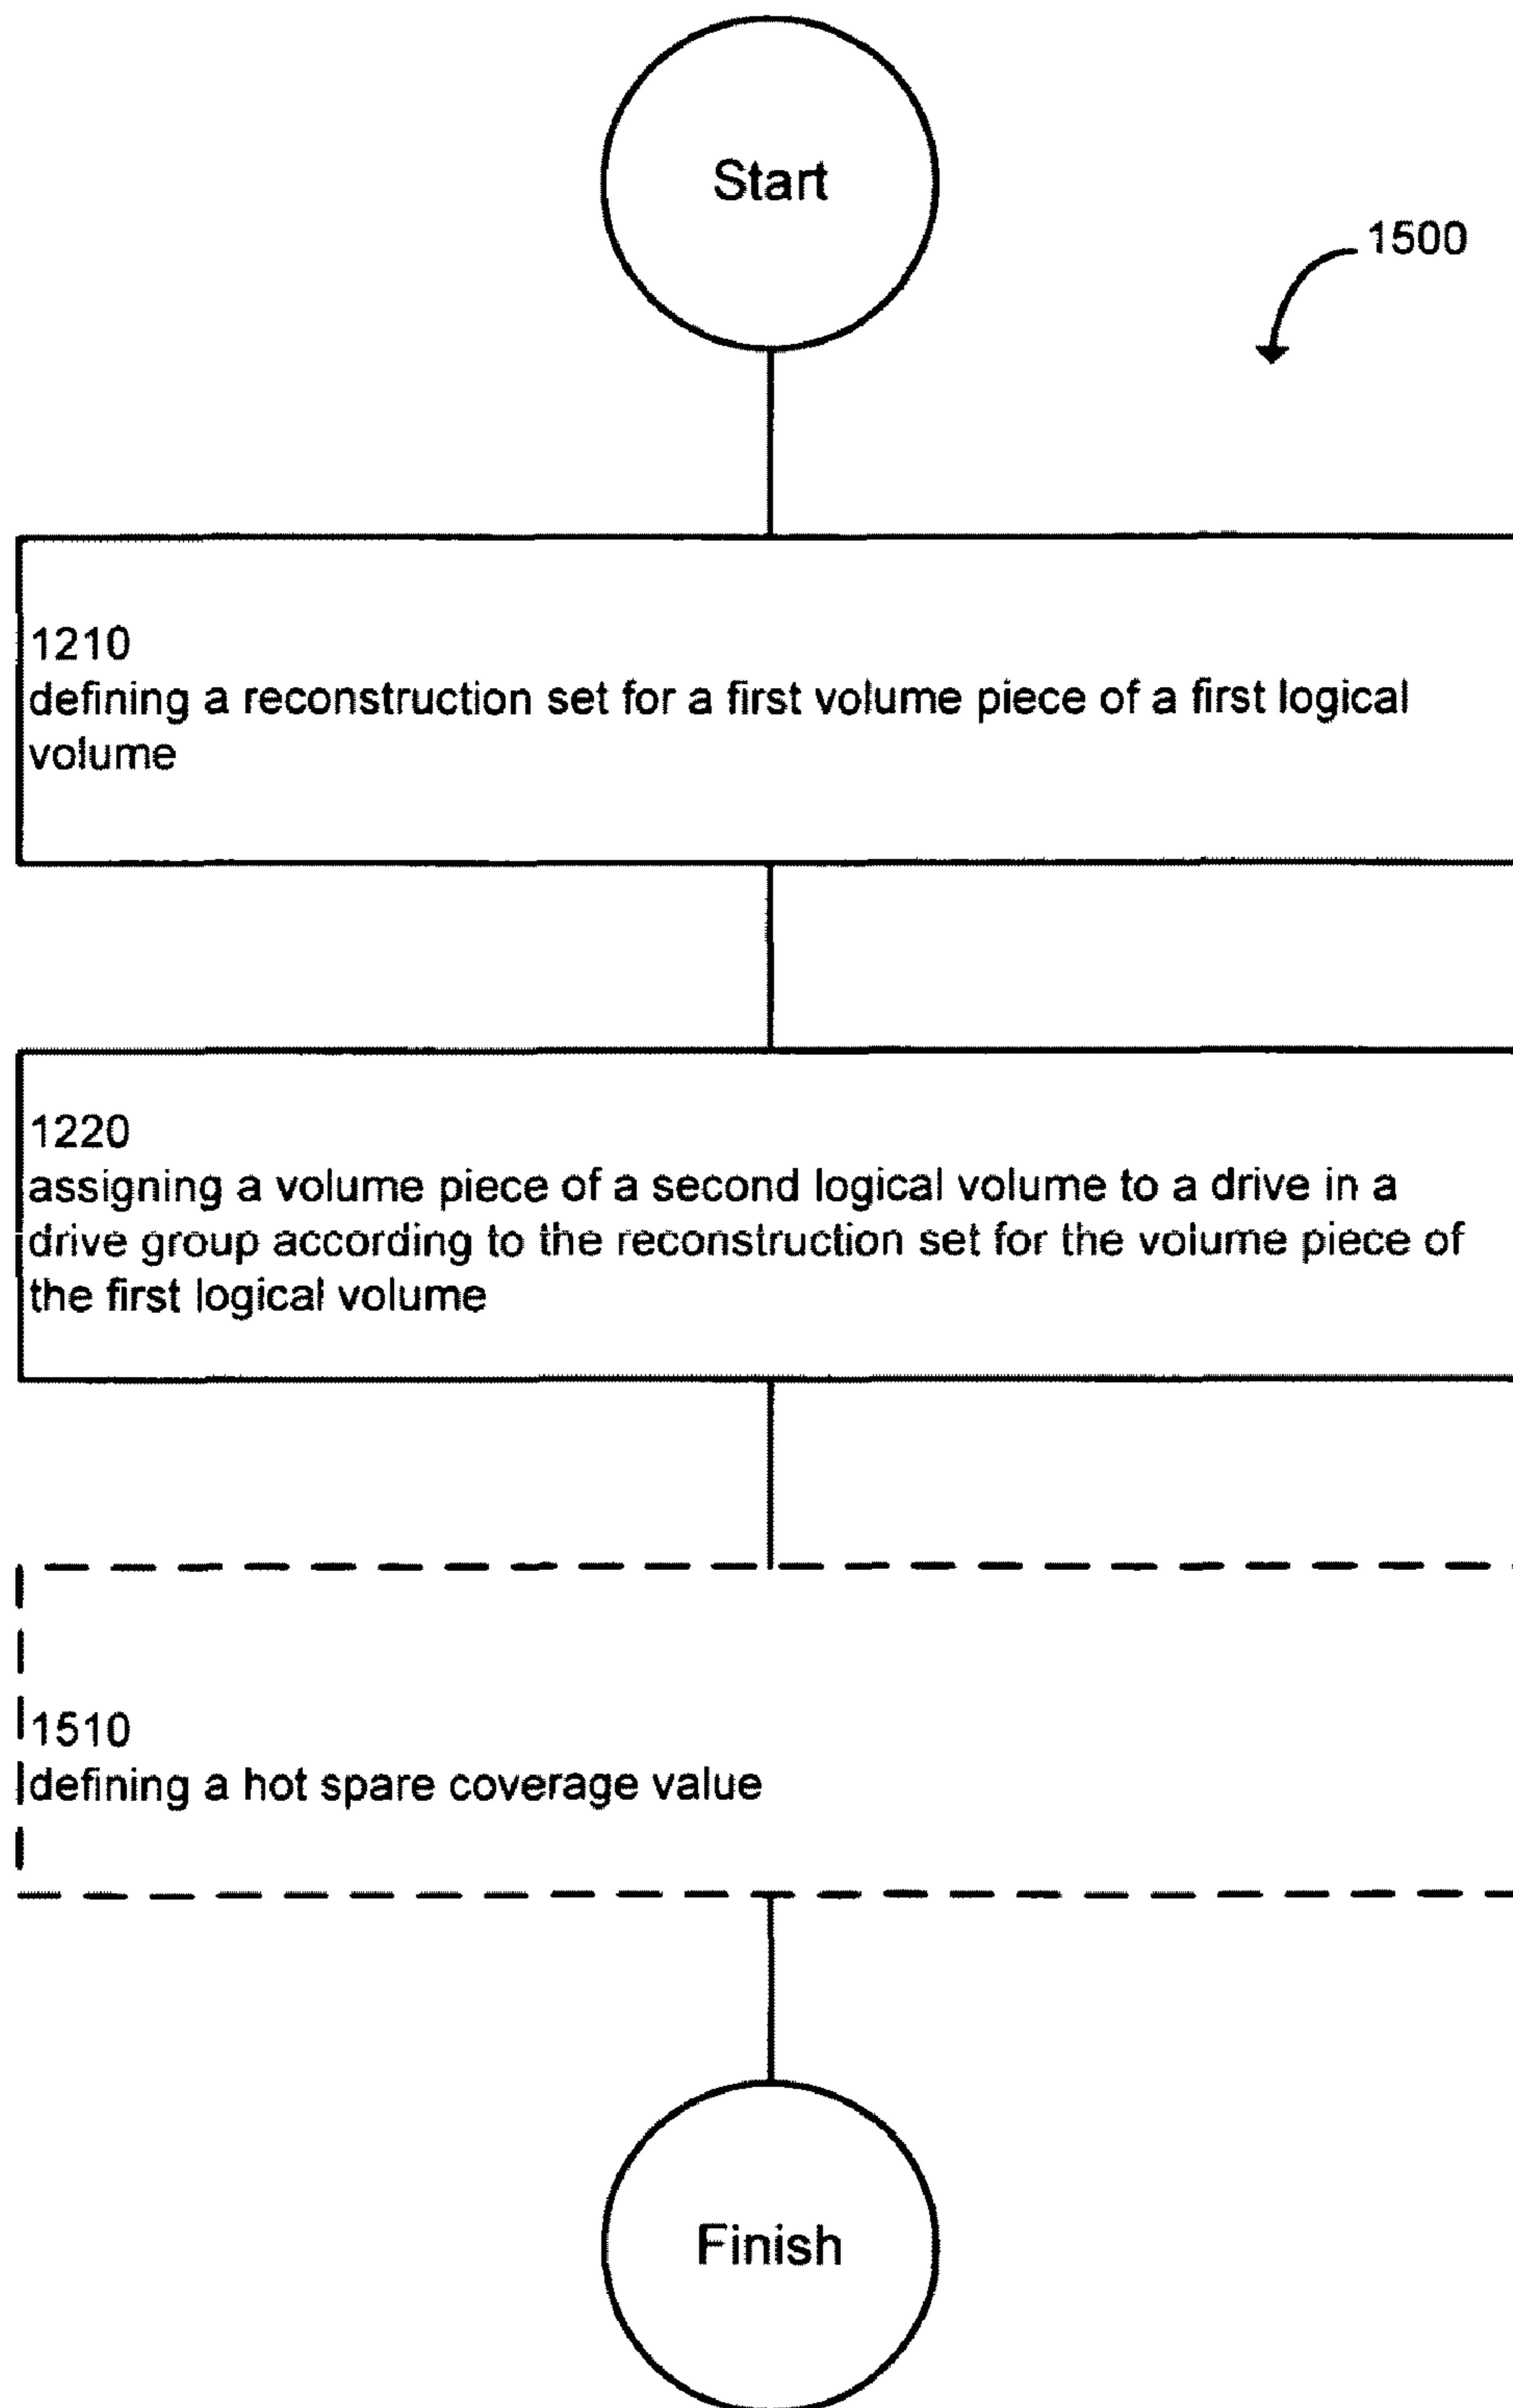 Start
1500
1210
defining a reconstruction set for a first volume piece of a first logical
volume
1220
assigning a volume piece of a second logical volume to a drive in a
drive group according to the reconstruction set for the volume piece of
the first logical volume
1510
defining a hot spare coverage value
Finish